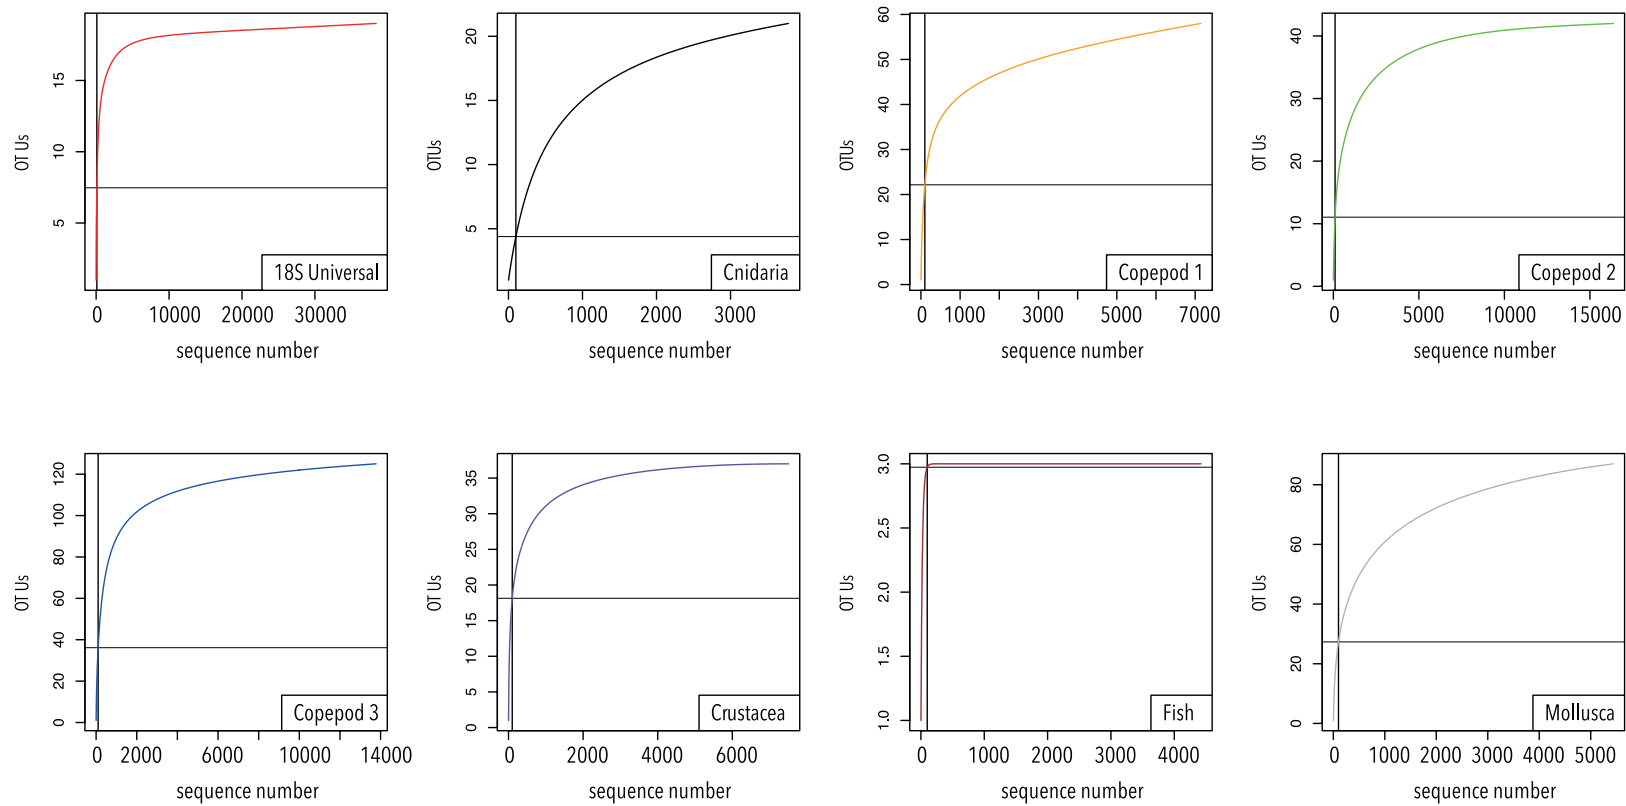 OT Us
5
10
15
18S Universal
0 10000 20000 30000
sequence number
OTUs
5
10
15
20
Cnidaria
0 1000 2000 3000
sequence number
OTUs
0
10
20
30
40
50
60
Copepod 1
0 1000 3000 5000 7000
sequence number
OT Us
0
10
20
30
40
Copepod 2
0 5000 10000 15000
sequence number
OT Us
0
20
40
60
80
100
120
Copepod 3
0 2000 6000 10000 14000
sequence number
OT Us
0
5
10
15
20
25
30
35
Crustacea
0 2000 4000 6000
sequence number
OT Us
1.0
1.5
2.0
2.5
3.0
Fish
0 1000 2000 3000 4000
sequence number
OT Us
0
20
40
60
80
Mollusca
0 1000 2000 3000 4000 5000
sequence number